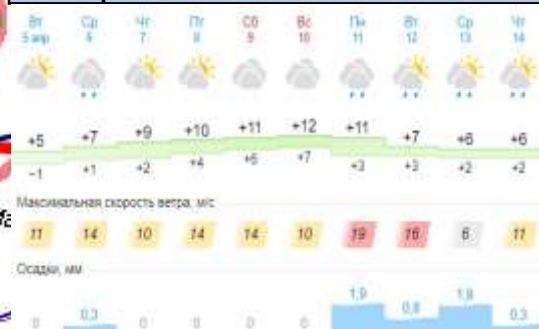 Вт Ср Чт Пт Сб Вс Пн Вт Ср Чт
5 апр 6 7 8 9 10 11 12 13 14
+5 +7 +9 +10 +11 +12 +11 +7 +6 +6
−1 +1 +2 +4 +6 +7 +3 +3 +2 +2
Максимальная скорость ветра, м/с
11 14 10 14 14 10 19 16 6 11
Осадки, мм
0 0,3 0 0 0 0 1,9 0,8 1,8 0,3